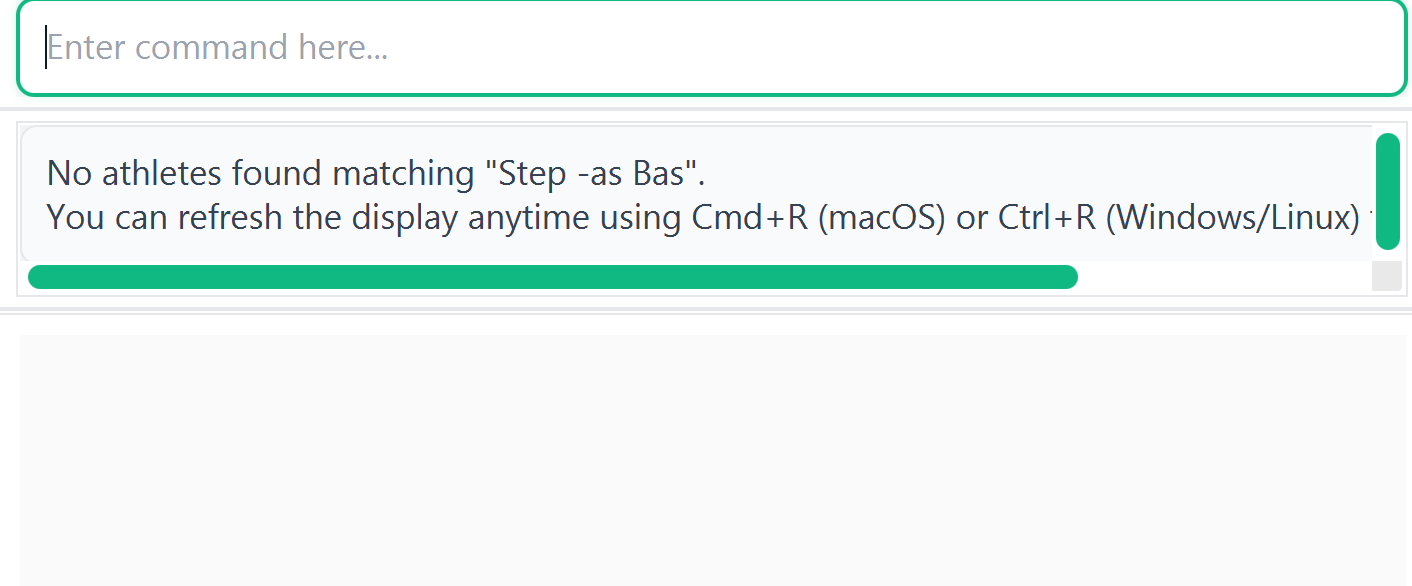 Enter command here...
No athletes found matching "Step -as Bas".
You can refresh the display anytime using Cmd+R (macOS) or Ctrl+R (Windows/Linux)